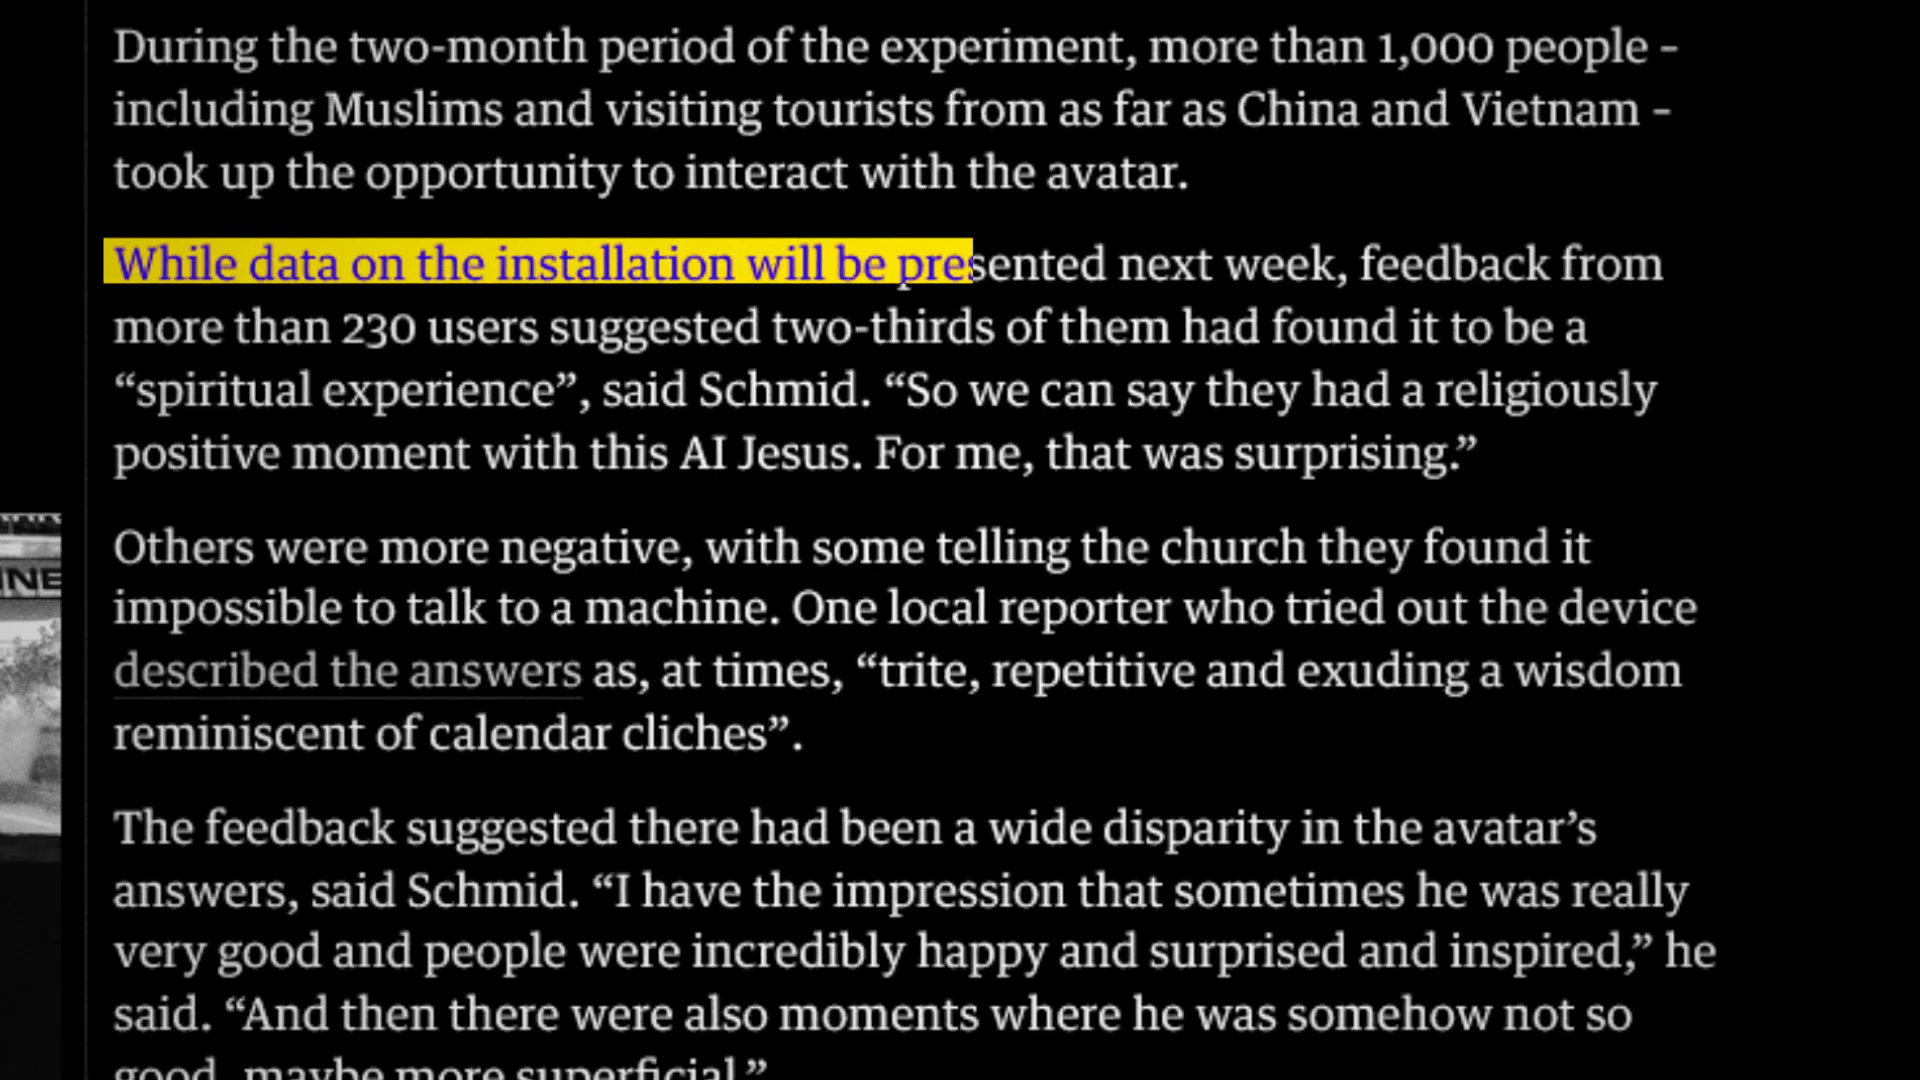 During the two-month period of the experiment, more than 1,000 people –
including Muslims and visiting tourists from as far as China and Vietnam –
took up the opportunity to interact with the avatar.
While data on the installation will be presented next week, feedback from
more than 230 users suggested two-thirds of them had found it to be a
“spiritual experience”, said Schmid. “So we can say they had a religiously
positive moment with this AI Jesus. For me, that was surprising.”
Others were more negative, with some telling the church they found it
impossible to talk to a machine. One local reporter who tried out the device
described the answers as, at times, “trite, repetitive and exuding a wisdom
reminiscent of calendar cliches”.
The feedback suggested there had been a wide disparity in the avatar’s
answers, said Schmid. “I have the impression that sometimes he was really
very good and people were incredibly happy and surprised and inspired,” he
said. “And then there were also moments where he was somehow not so
good, maybe more superficial.”